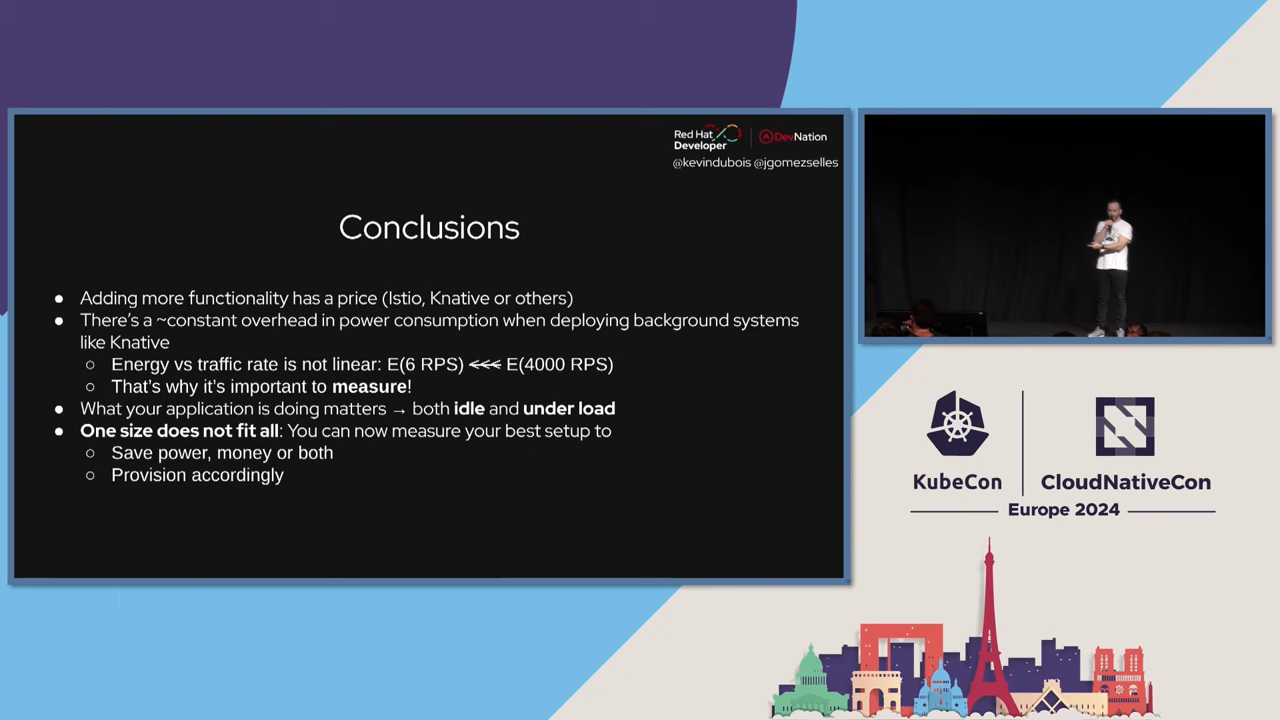 Red Hat
Developer
DevNation
@kevindubois @jgomezselles
Conclusions
● Adding more functionality has a price (Istio, Knative or others)
● There's a ~constant overhead in power consumption when deploying background systems
like Knative
○ Energy vs traffic rate is not linear: E(6 RPS) <<< E(4000 RPS)
○ That's why it's important to measure!
● What your application is doing matters → both idle and under load
● One size does not fit all: You can now measure your best setup to
○ Save power, money or both
○ Provision accordingly
KubeCon
CloudNativeCon
Europe 2024